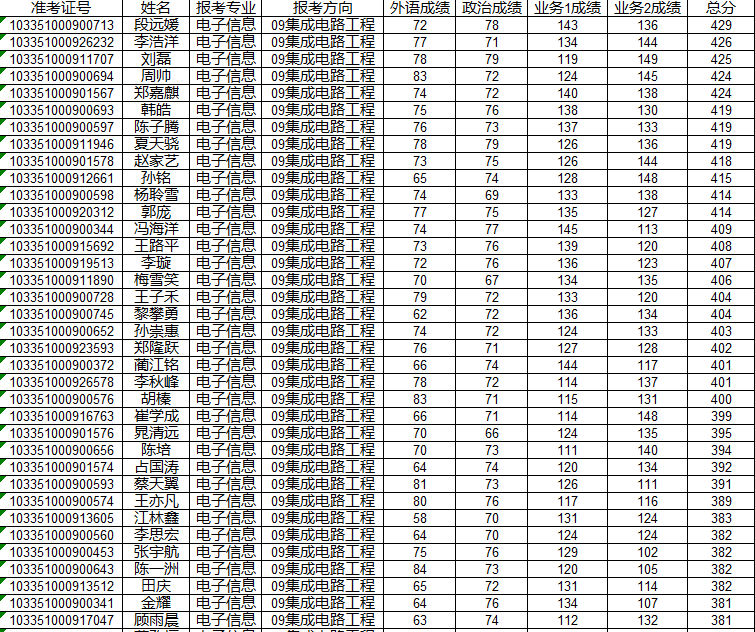 准考证号 姓名 报考专业 报考方向 外语成绩 政治成绩 业务1成绩 业务2成绩 总分
103351000900713 段远媛 电子信息 09集成电路工程 72 78 143 136 429
103351000926232 李浩洋 电子信息 09集成电路工程 77 71 134 144 426
103351000911707 刘磊 电子信息 09集成电路工程 78 79 119 149 425
103351000900694 周帅 电子信息 09集成电路工程 83 72 124 145 424
103351000901567 郑嘉麒 电子信息 09集成电路工程 74 72 140 138 424
103351000900693 韩皓 电子信息 09集成电路工程 75 76 138 130 419
103351000900597 陈子腾 电子信息 09集成电路工程 76 73 137 133 419
103351000911946 夏天骁 电子信息 09集成电路工程 78 79 126 136 419
103351000901578 赵家艺 电子信息 09集成电路工程 73 75 126 144 418
103351000912661 孙铭 电子信息 09集成电路工程 65 74 128 148 415
103351000900598 杨聆雪 电子信息 09集成电路工程 74 69 133 138 414
103351000920312 郭庞 电子信息 09集成电路工程 77 75 135 127 414
103351000900344 冯海洋 电子信息 09集成电路工程 74 77 145 113 409
103351000915692 王路平 电子信息 09集成电路工程 73 76 139 120 408
103351000919513 李璇 电子信息 09集成电路工程 72 76 136 123 407
103351000911890 梅雪笑 电子信息 09集成电路工程 70 67 134 135 406
103351000900728 王子禾 电子信息 09集成电路工程 79 72 133 120 404
103351000900745 黎攀勇 电子信息 09集成电路工程 62 72 136 134 404
103351000900652 孙崇惠 电子信息 09集成电路工程 74 72 124 133 403
103351000923593 郑隆跃 电子信息 09集成电路工程 76 71 127 128 402
103351000900372 蔺江铭 电子信息 09集成电路工程 66 74 144 117 401
103351000926578 李秋峰 电子信息 09集成电路工程 78 72 114 137 401
103351000900576 胡榛 电子信息 09集成电路工程 83 71 115 131 400
103351000916763 崔学成 电子信息 09集成电路工程 66 71 114 148 399
103351000901576 晁清远 电子信息 09集成电路工程 70 66 124 135 395
103351000900656 陈培 电子信息 09集成电路工程 70 73 111 140 394
103351000901574 占国涛 电子信息 09集成电路工程 64 74 120 134 392
103351000900593 蔡天翼 电子信息 09集成电路工程 81 73 126 111 391
103351000900574 王亦凡 电子信息 09集成电路工程 80 76 117 116 389
103351000913605 江林鑫 电子信息 09集成电路工程 58 70 131 124 383
103351000900560 李思宏 电子信息 09集成电路工程 64 70 124 124 382
103351000900453 张宇航 电子信息 09集成电路工程 75 76 129 102 382
103351000900643 陈一洲 电子信息 09集成电路工程 84 73 120 105 382
103351000913512 田庆 电子信息 09集成电路工程 65 72 131 114 382
103351000900341 金耀 电子信息 09集成电路工程 64 76 134 107 381
103351000917047 顾雨晨 电子信息 09集成电路工程 63 74 112 132 381